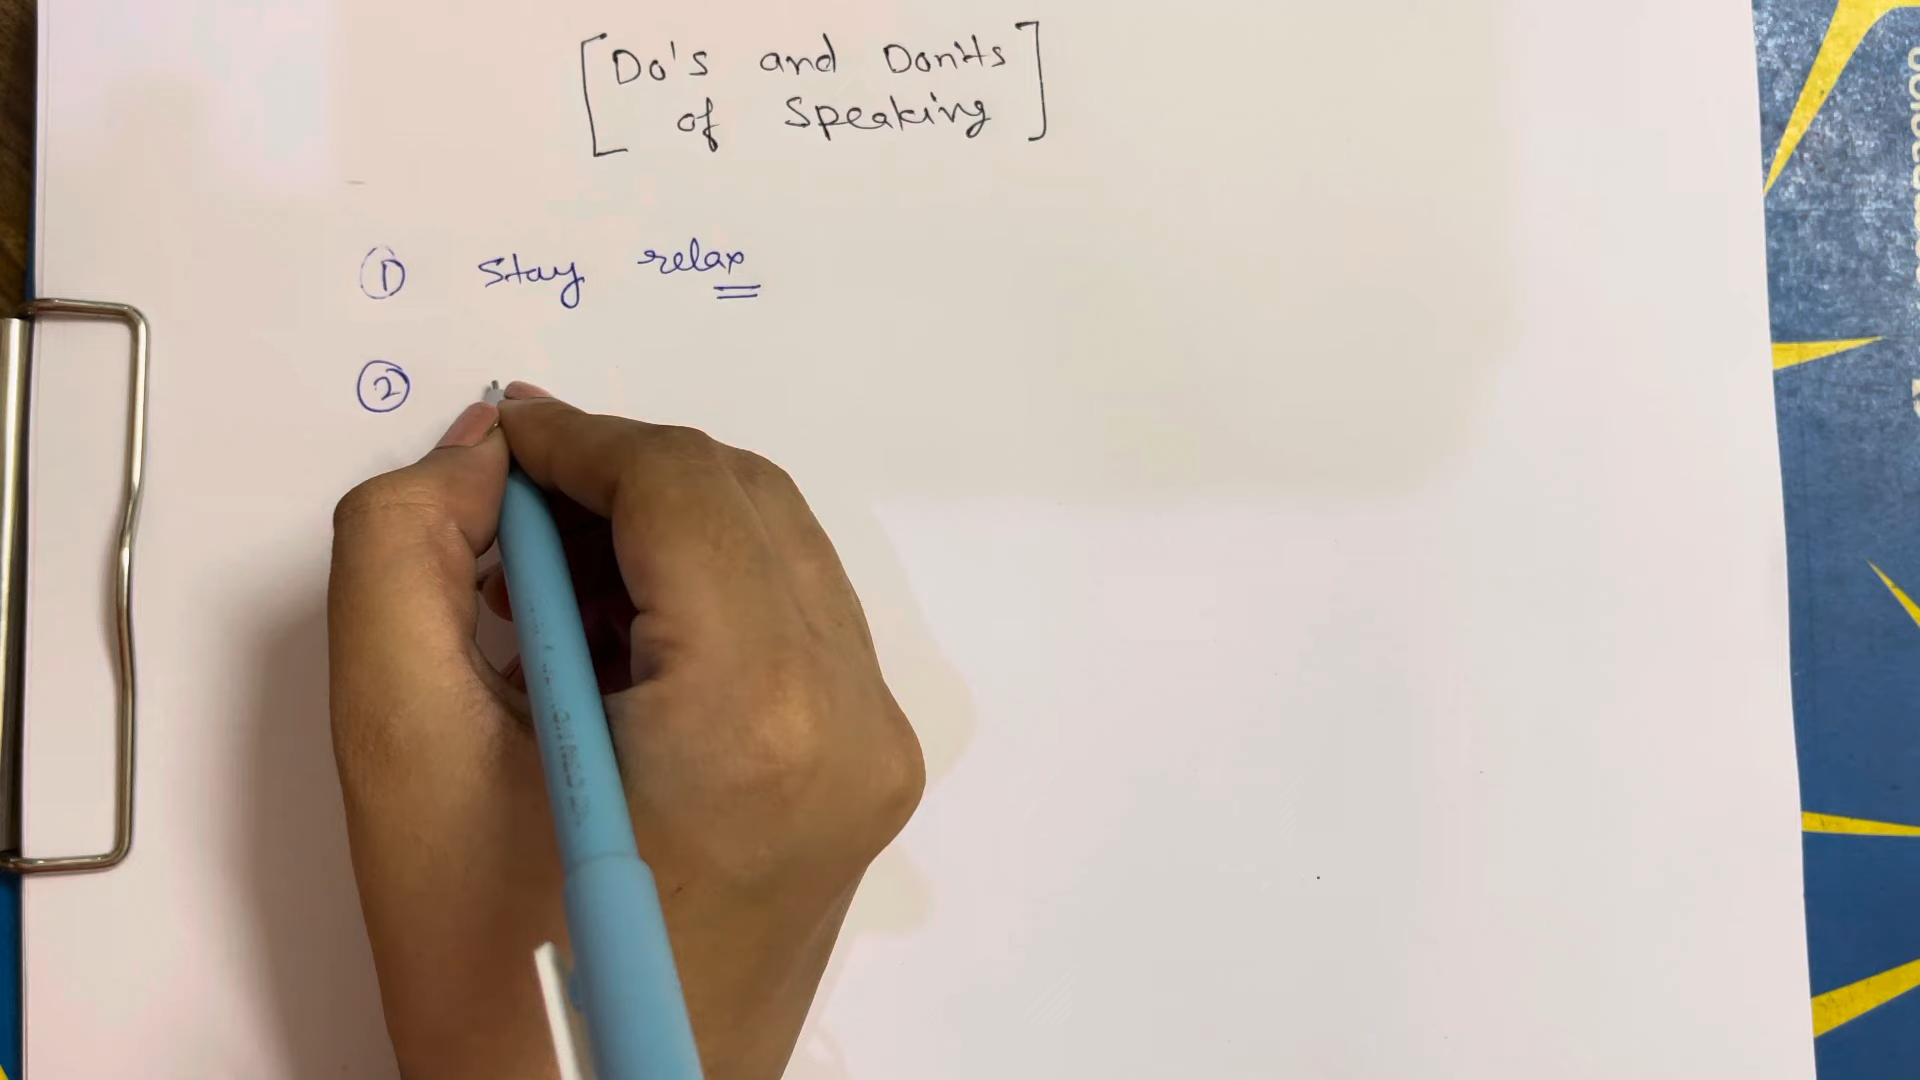 [Do's and Don'ts
of Speaking]
① Stay relax
②